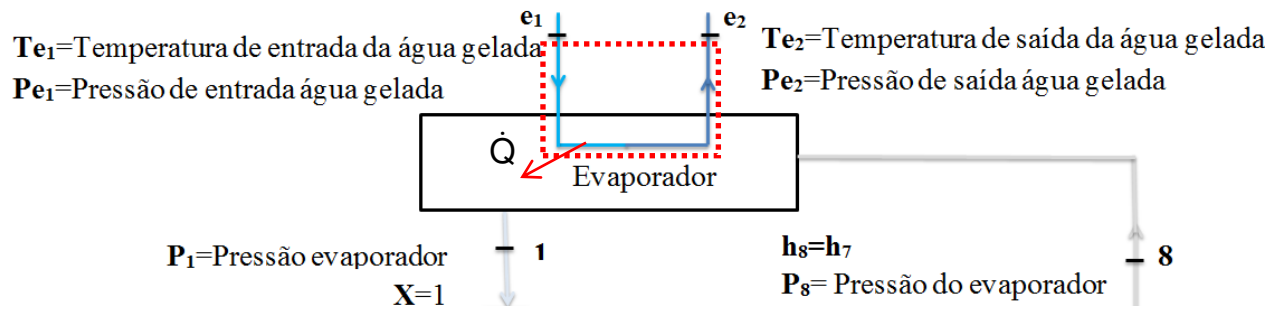 e₁
e₂
Te₁=Temperatura de entrada da água gelada
Pe₁=Pressão de entrada água gelada
Te₂=Temperatura de saída da água gelada
Pe₂=Pressão de saída água gelada
Q̇
Evaporador
P₁=Pressão evaporador
X=1
1
h₈=h₇
P₈= Pressão do evaporador
8